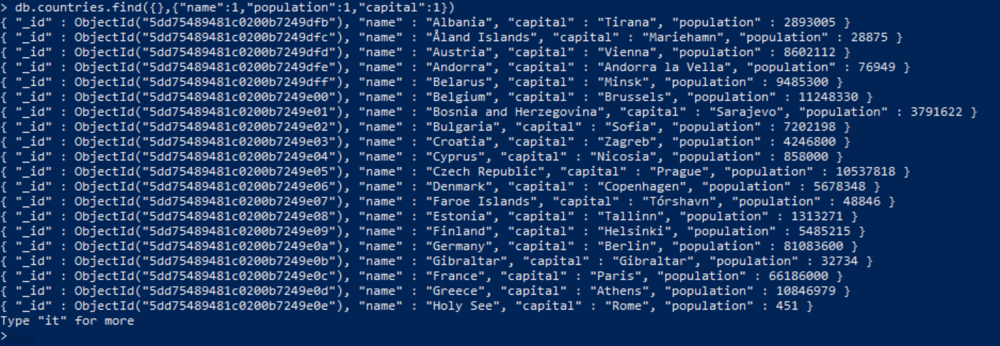 > db.countries.find({},{"name":1,"population":1,"capital":1})
{ "_id" : ObjectId("5dd75489481c0200b7249dfb"), "name" : "Albania", "capital" : "Tirana", "population" : 2893005 }
{ "_id" : ObjectId("5dd75489481c0200b7249dfc"), "name" : "Åland Islands", "capital" : "Mariehamn", "population" : 28875 }
{ "_id" : ObjectId("5dd75489481c0200b7249dfd"), "name" : "Austria", "capital" : "Vienna", "population" : 8602112 }
{ "_id" : ObjectId("5dd75489481c0200b7249dfe"), "name" : "Andorra", "capital" : "Andorra la Vella", "population" : 76949 }
{ "_id" : ObjectId("5dd75489481c0200b7249dff"), "name" : "Belarus", "capital" : "Minsk", "population" : 9485300 }
{ "_id" : ObjectId("5dd75489481c0200b7249e00"), "name" : "Belgium", "capital" : "Brussels", "population" : 11248330 }
{ "_id" : ObjectId("5dd75489481c0200b7249e01"), "name" : "Bosnia and Herzegovina", "capital" : "Sarajevo", "population" : 3791622 }
{ "_id" : ObjectId("5dd75489481c0200b7249e02"), "name" : "Bulgaria", "capital" : "Sofia", "population" : 7202198 }
{ "_id" : ObjectId("5dd75489481c0200b7249e03"), "name" : "Croatia", "capital" : "Zagreb", "population" : 4246800 }
{ "_id" : ObjectId("5dd75489481c0200b7249e04"), "name" : "Cyprus", "capital" : "Nicosia", "population" : 858000 }
{ "_id" : ObjectId("5dd75489481c0200b7249e05"), "name" : "Czech Republic", "capital" : "Prague", "population" : 10537818 }
{ "_id" : ObjectId("5dd75489481c0200b7249e06"), "name" : "Denmark", "capital" : "Copenhagen", "population" : 5678348 }
{ "_id" : ObjectId("5dd75489481c0200b7249e07"), "name" : "Faroe Islands", "capital" : "Tórshavn", "population" : 48846 }
{ "_id" : ObjectId("5dd75489481c0200b7249e08"), "name" : "Estonia", "capital" : "Tallinn", "population" : 1313271 }
{ "_id" : ObjectId("5dd75489481c0200b7249e09"), "name" : "Finland", "capital" : "Helsinki", "population" : 5485215 }
{ "_id" : ObjectId("5dd75489481c0200b7249e0a"), "name" : "Germany", "capital" : "Berlin", "population" : 81083600 }
{ "_id" : ObjectId("5dd75489481c0200b7249e0b"), "name" : "Gibraltar", "capital" : "Gibraltar", "population" : 32734 }
{ "_id" : ObjectId("5dd75489481c0200b7249e0c"), "name" : "France", "capital" : "Paris", "population" : 66186000 }
{ "_id" : ObjectId("5dd75489481c0200b7249e0d"), "name" : "Greece", "capital" : "Athens", "population" : 10846979 }
{ "_id" : ObjectId("5dd75489481c0200b7249e0e"), "name" : "Holy See", "capital" : "Rome", "population" : 451 }
Type "it" for more
>